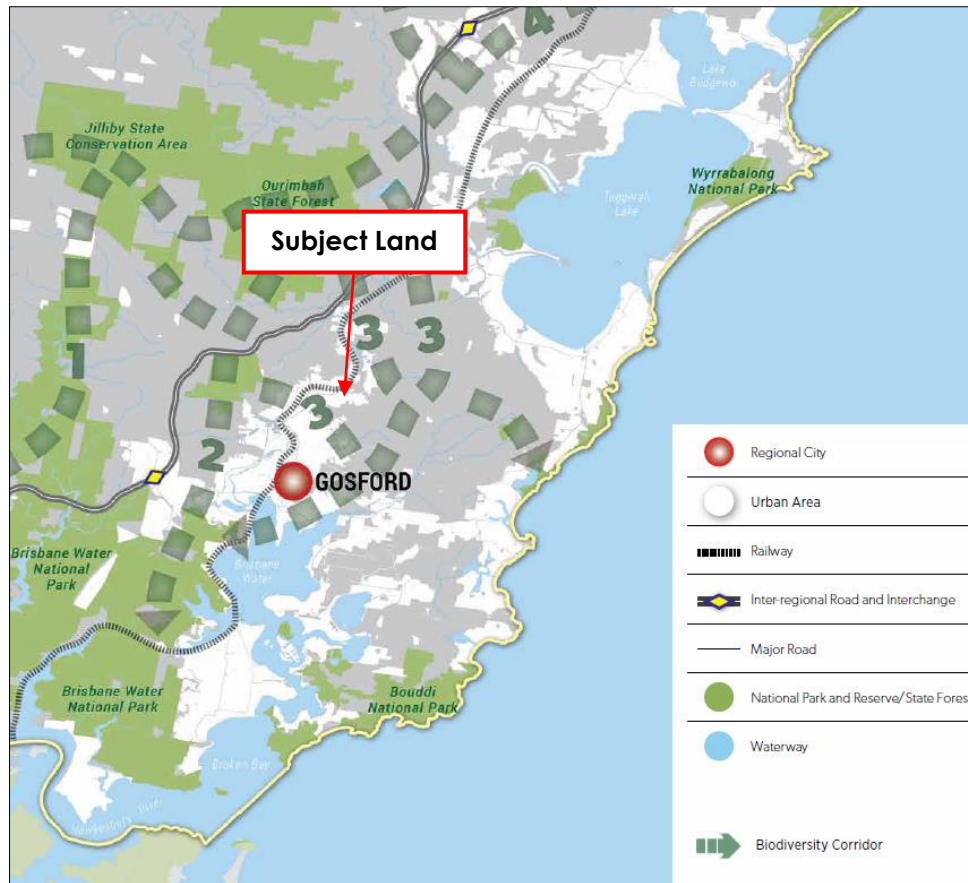 4
Lake
Budgewoi
Jilliby State
Conservation Area
Ourimbah
State Forest
Wyrrabalong
National Park
Tuggerah
Lake
Subject Land
3
3
1
3
2
GOSFORD
Brisbane Water
National
Park
Brisbane
Water
Brisbane Water
National Park
Bouddi
National Park
Broken Bay
Hawkesbury River
Regional City
Urban Area
Railway
Inter-regional Road and Interchange
Major Road
National Park and Reserve/State Fores
Waterway
Biodiversity Corridor